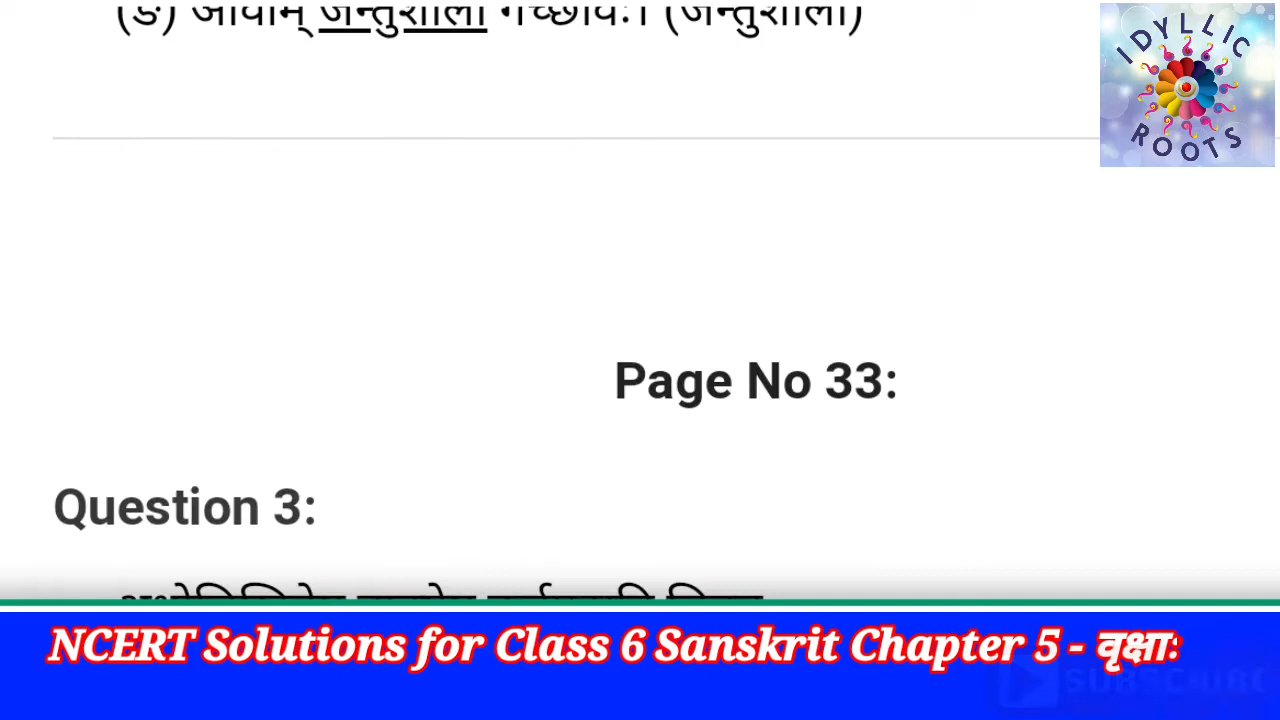 (ङ) आवाम् जन्तुशाला गच्छावः। (जन्तुशाला)
IDYLLIC
ROOTS
Page No 33:
Question 3:
NCERT Solutions for Class 6 Sanskrit Chapter 5 - वृक्षाः
SUBSCRIBE